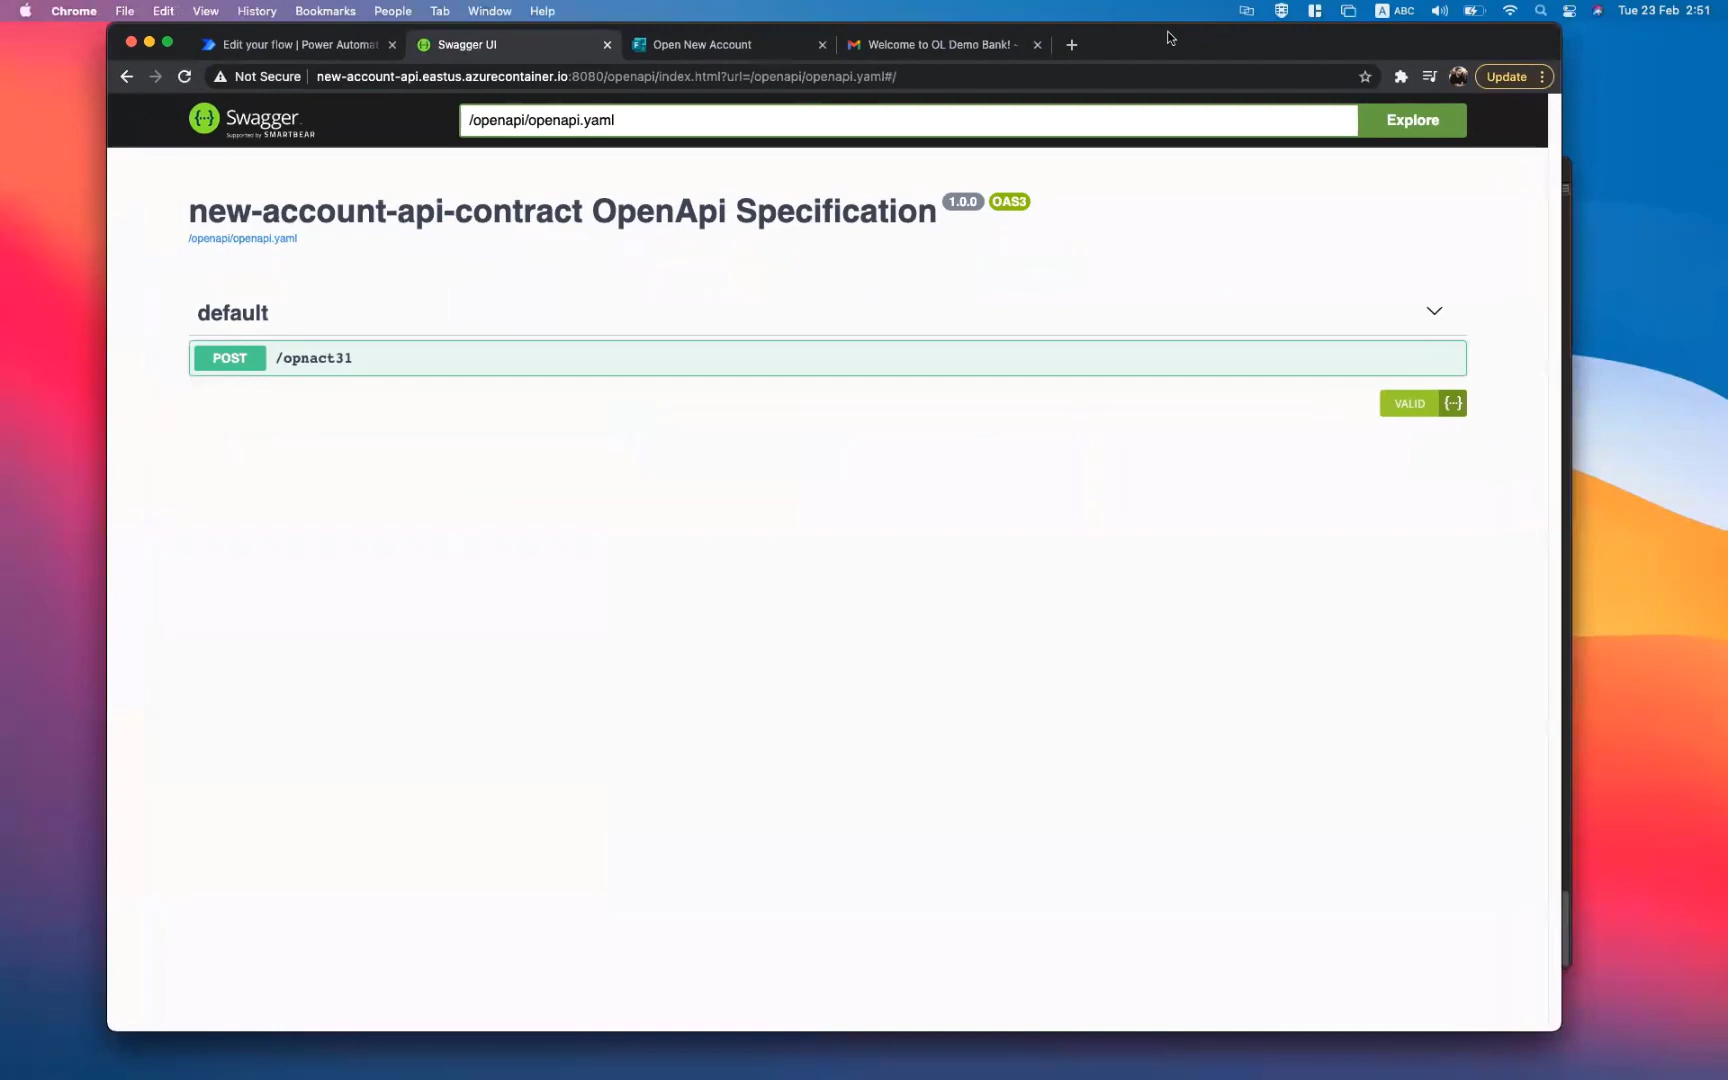 Chrome File Edit View History Bookmarks People Tab Window Help ABC Tue 23 Feb 2:51
Edit your flow | Power Automat Swagger UI Open New Account Welcome to OL Demo Bank! -
Not Secure new-account-api.eastus.azurecontainer.io:8080/openapi/index.html?url=/openapi/openapi.yaml#/ Update
Swagger /openapi/openapi.yaml Explore
Supported by SMARTBEAR
new-account-api-contract OpenApi Specification 1.0.0 OAS3
/openapi/openapi.yaml
default
POST /opnact31
VALID {...}